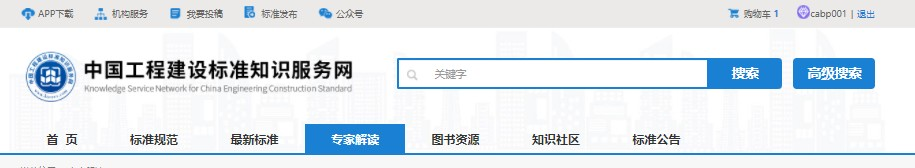 APP下载 机构服务 我要投稿 标准发布 公众号 购物车 1 cabp001 | 退出
中国工程建设标准知识服务网
Knowledge Service Network for China Engineering Construction Standard
关键字 搜索 高级搜索
首 页 标准规范 最新标准 专家解读 图书资源 知识社区 标准公告